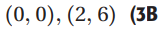 (0, 0), (2, 6) (3B